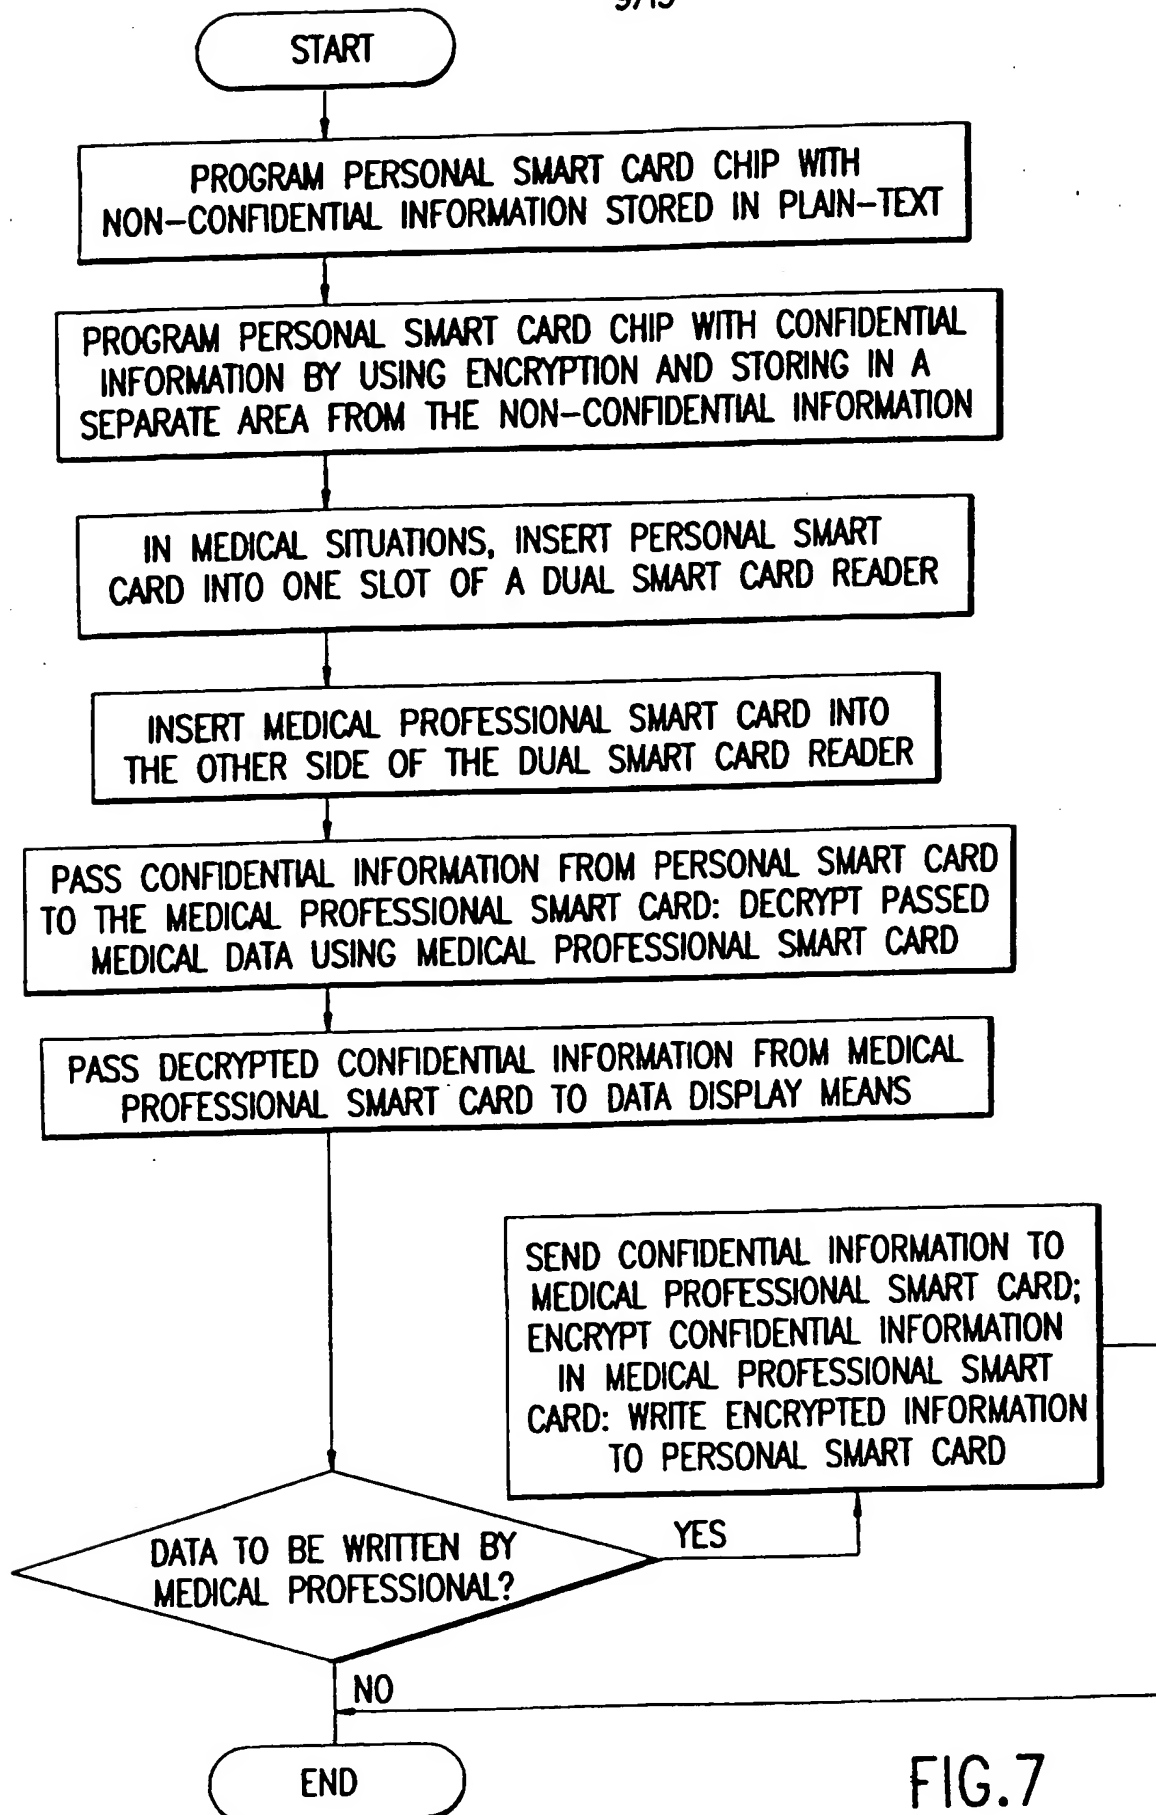 START
PROGRAM PERSONAL SMART CARD CHIP WITH
NON-CONFIDENTIAL INFORMATION STORED IN PLAIN-TEXT
PROGRAM PERSONAL SMART CARD CHIP WITH CONFIDENTIAL
INFORMATION BY USING ENCRYPTION AND STORING IN A
SEPARATE AREA FROM THE NON-CONFIDENTIAL INFORMATION
IN MEDICAL SITUATIONS, INSERT PERSONAL SMART
CARD INTO ONE SLOT OF A DUAL SMART CARD READER
INSERT MEDICAL PROFESSIONAL SMART CARD INTO
THE OTHER SIDE OF THE DUAL SMART CARD READER
PASS CONFIDENTIAL INFORMATION FROM PERSONAL SMART CARD
TO THE MEDICAL PROFESSIONAL SMART CARD: DECRYPT PASSED
MEDICAL DATA USING MEDICAL PROFESSIONAL SMART CARD
PASS DECRYPTED CONFIDENTIAL INFORMATION FROM MEDICAL
PROFESSIONAL SMART CARD TO DATA DISPLAY MEANS
SEND CONFIDENTIAL INFORMATION TO
MEDICAL PROFESSIONAL SMART CARD;
ENCRYPT CONFIDENTIAL INFORMATION
IN MEDICAL PROFESSIONAL SMART
CARD: WRITE ENCRYPTED INFORMATION
TO PERSONAL SMART CARD
YES
DATA TO BE WRITTEN BY
MEDICAL PROFESSIONAL?
NO
END
FIG.7